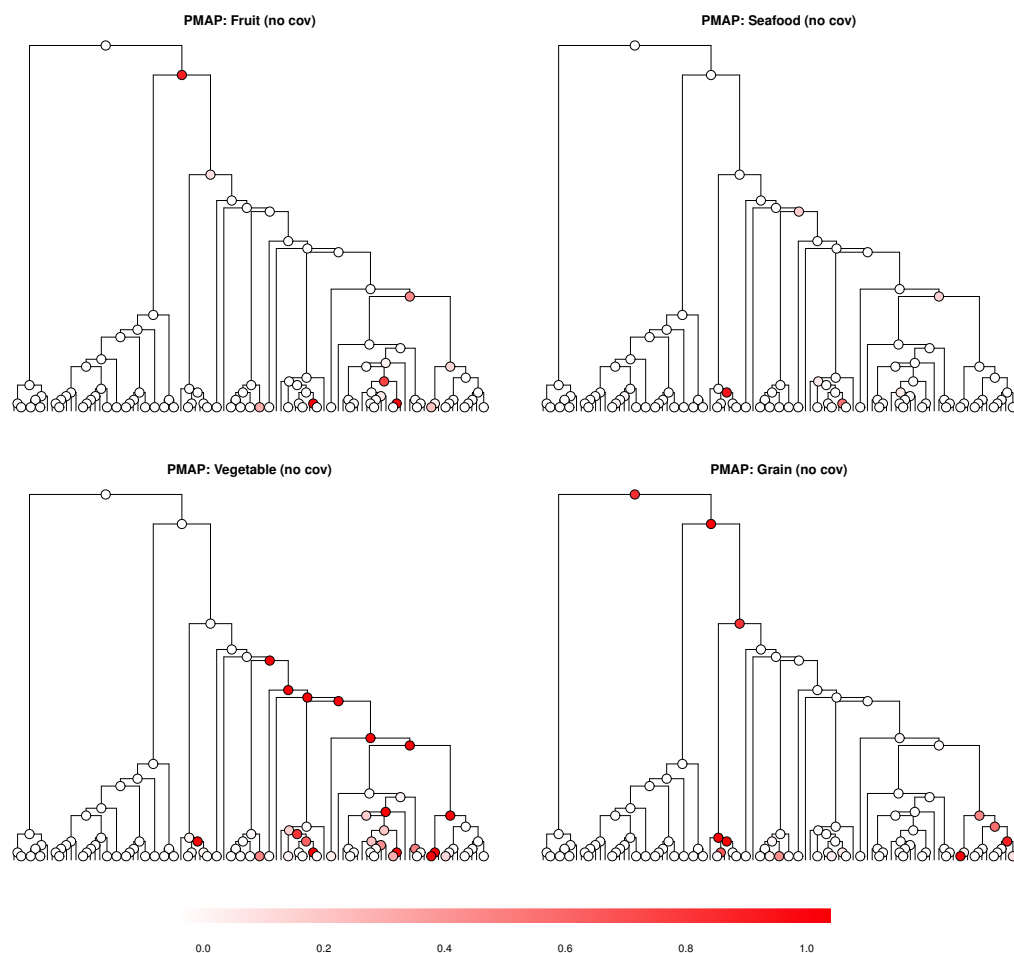 PMAP: Fruit (no cov)
PMAP: Seafood (no cov)
PMAP: Vegetable (no cov)
PMAP: Grain (no cov)
0.0 0.2 0.4 0.6 0.8 1.0